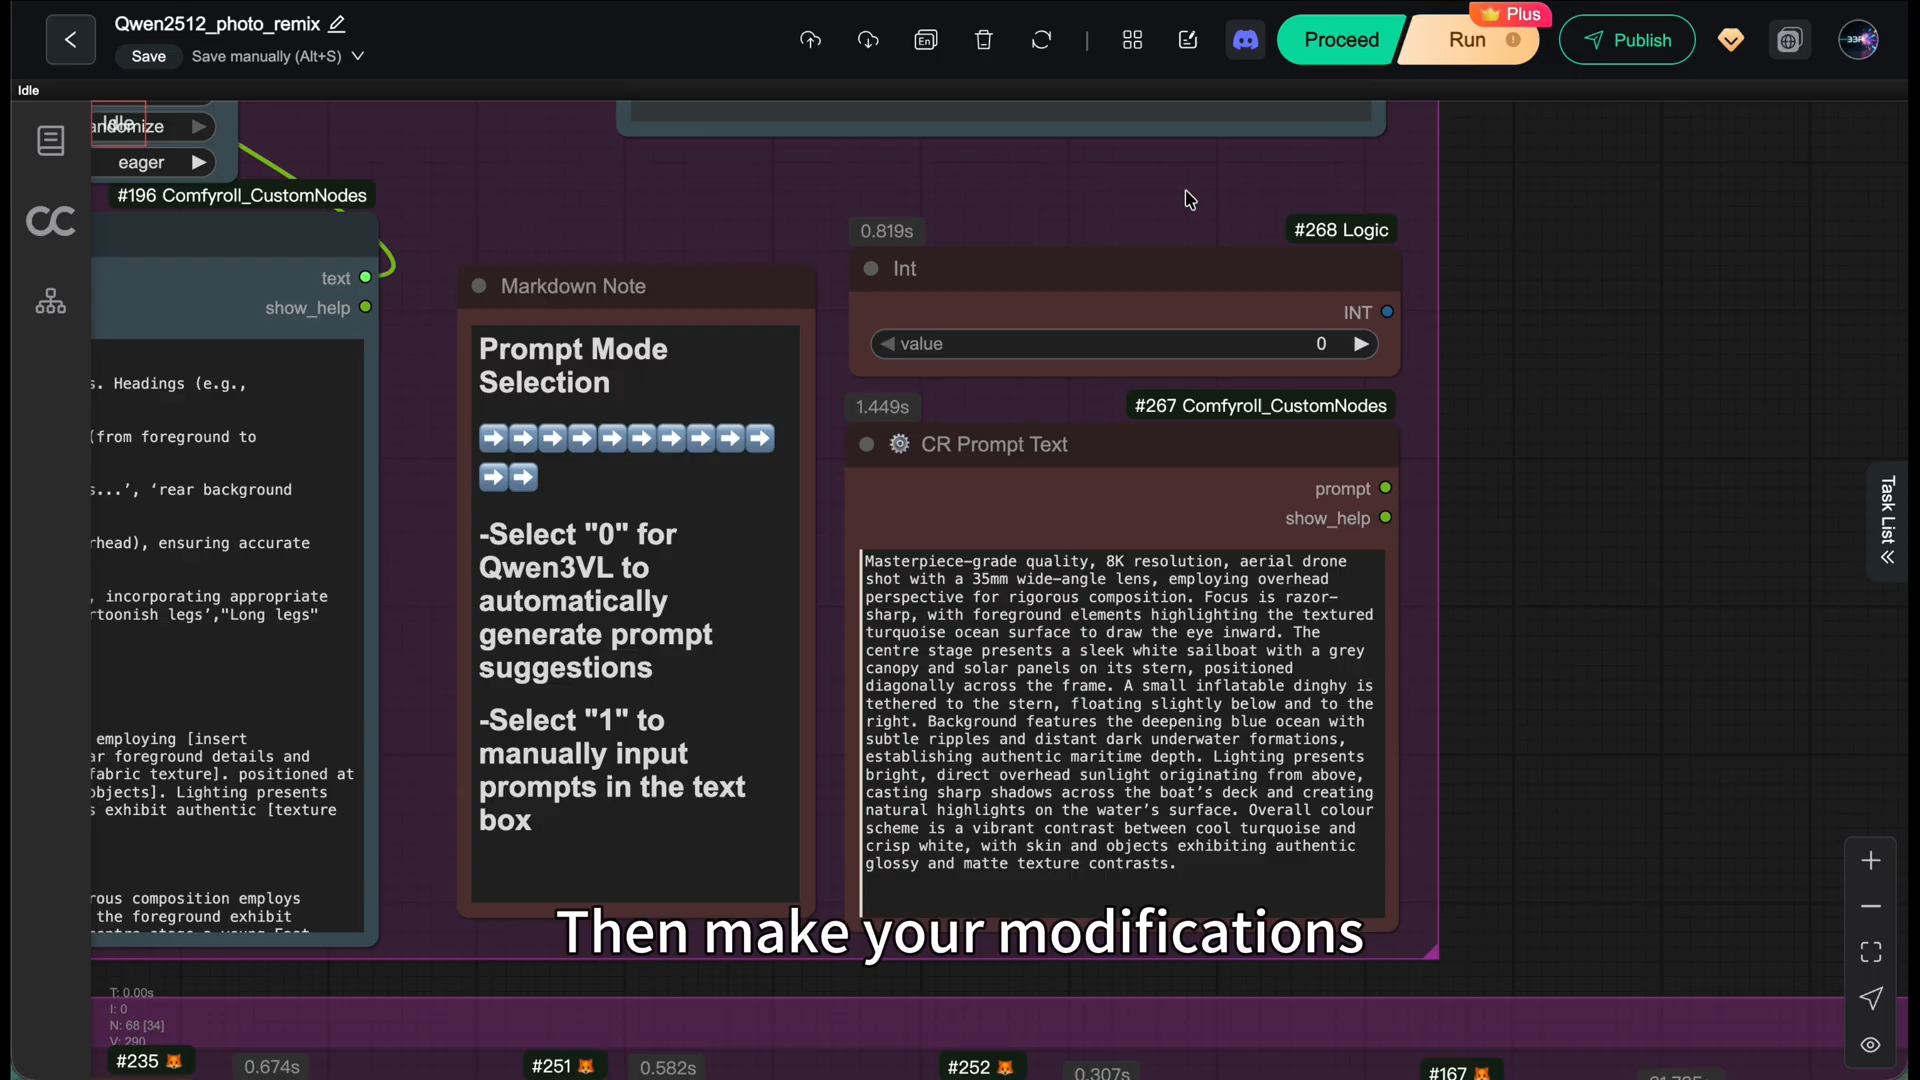 Qwen2512_photo_remix
Plus
Save
Save manually (Alt+S)
En
Proceed
Run
Publish
Idle
Idle
andomize
eager
#196 Comfyroll_CustomNodes
text
show_help
s. Headings (e.g.,
(from foreground to
s...’, ‘rear background
rhead), ensuring accurate
, incorporating appropriate
rtoonish legs’,"Long legs"
employing [insert
ar foreground details and
fabric texture]. positioned at
objects]. Lighting presents
s exhibit authentic [texture
rous composition employs
the foreground exhibit
Markdown Note
Prompt Mode
Selection
-Select "0" for
Qwen3VL to
automatically
generate prompt
suggestions
-Select "1" to
manually input
prompts in the text
box
0.819s
#268 Logic
Int
INT
value
0
1.449s
#267 Comfyroll_CustomNodes
CR Prompt Text
prompt
show_help
Masterpiece-grade quality, 8K resolution, aerial drone
shot with a 35mm wide-angle lens, employing overhead
perspective for rigorous composition. Focus is razor-
sharp, with foreground elements highlighting the textured
turquoise ocean surface to draw the eye inward. The
centre stage presents a sleek white sailboat with a grey
canopy and solar panels on its stern, positioned
diagonally across the frame. A small inflatable dinghy is
tethered to the stern, floating slightly below and to the
right. Background features the deepening blue ocean with
subtle ripples and distant dark underwater formations,
establishing authentic maritime depth. Lighting presents
bright, direct overhead sunlight originating from above,
casting sharp shadows across the boat’s deck and creating
natural highlights on the water’s surface. Overall colour
scheme is a vibrant contrast between cool turquoise and
crisp white, with skin and objects exhibiting authentic
glossy and matte texture contrasts.
Task List
Then make your modifications
T: 0.00s
I: 0
N: 68 [34]
V: 290
#235
0.674s
#251
0.582s
#252
0.307s
#167